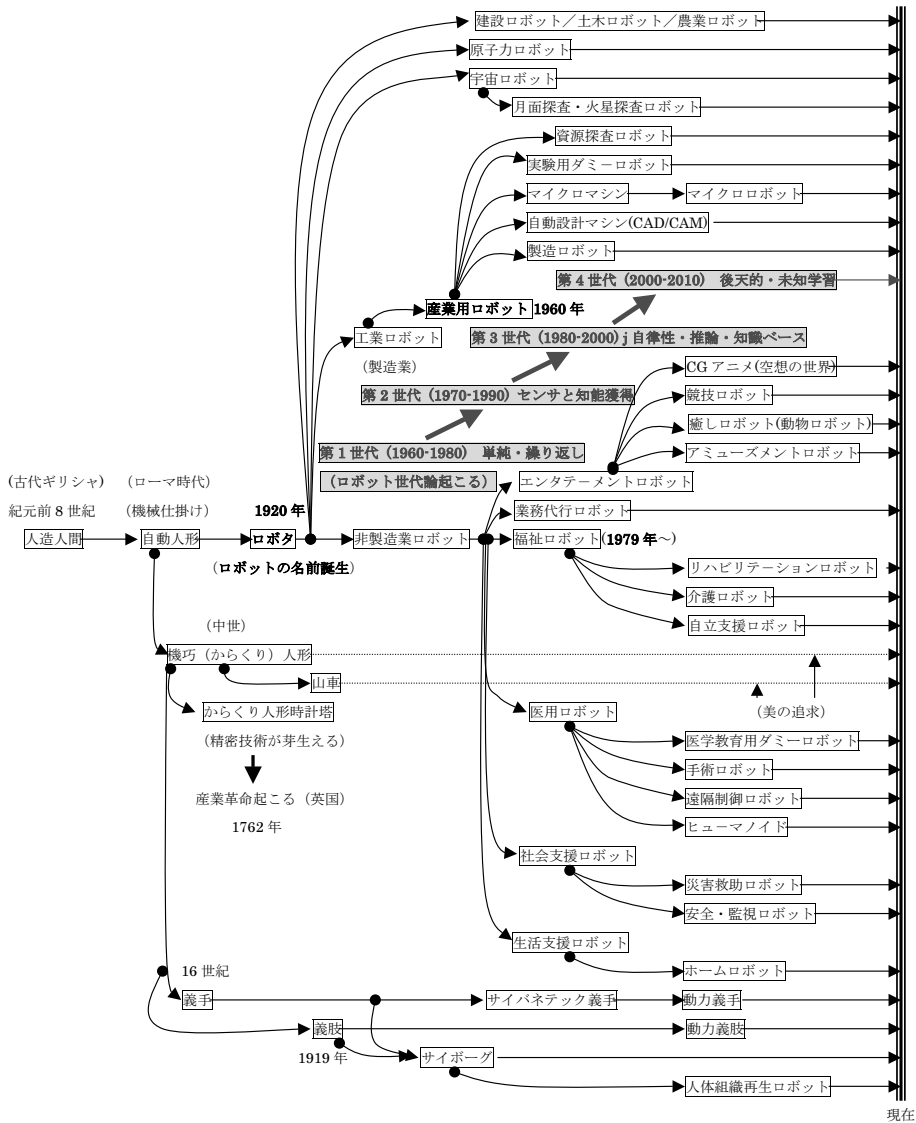 建設ロボット／土木ロボット／農業ロボット
原子力ロボット
宇宙ロボット
月面探査・火星探査ロボット
資源探査ロボット
実験用ダミーロボット
マイクロマシン
マイクロロボット
自動設計マシン(CAD/CAM)
製造ロボット
第４世代（2000-2010） 後天的・未知学習
産業用ロボット 1960 年
工業ロボット
第３世代（1980-2000) j 自律性・推論・知識ベース
（製造業）
CG アニメ(空想の世界)
第２世代（1970-1990）センサと知能獲得
競技ロボット
癒しロボット(動物ロボット)
第１世代（1960-1980） 単純・繰り返し
アミューズメントロボット
(古代ギリシャ)
（ローマ時代）
（ロボット世代論起こる）
エンタテーメントロボット
紀元前８世紀
（機械仕掛け）
1920 年
業務代行ロボット
人造人間
自動人形
ロボタ
非製造業ロボット
福祉ロボット(1979 年～)
（ロボットの名前誕生）
リハビリテーションロボット
介護ロボット
（中世）
自立支援ロボット
機巧（からくり）人形
山車
からくり人形時計塔
医用ロボット
（美の追求）
（精密技術が芽生える）
医学教育用ダミーロボット
手術ロボット
産業革命起こる（英国）
遠隔制御ロボット
1762 年
ヒューマノイド
社会支援ロボット
災害救助ロボット
安全・監視ロボット
生活支援ロボット
16 世紀
ホームロボット
義手
サイバネテック義手
動力義手
義肢
動力義肢
1919 年
サイボーグ
人体組織再生ロボット
現在